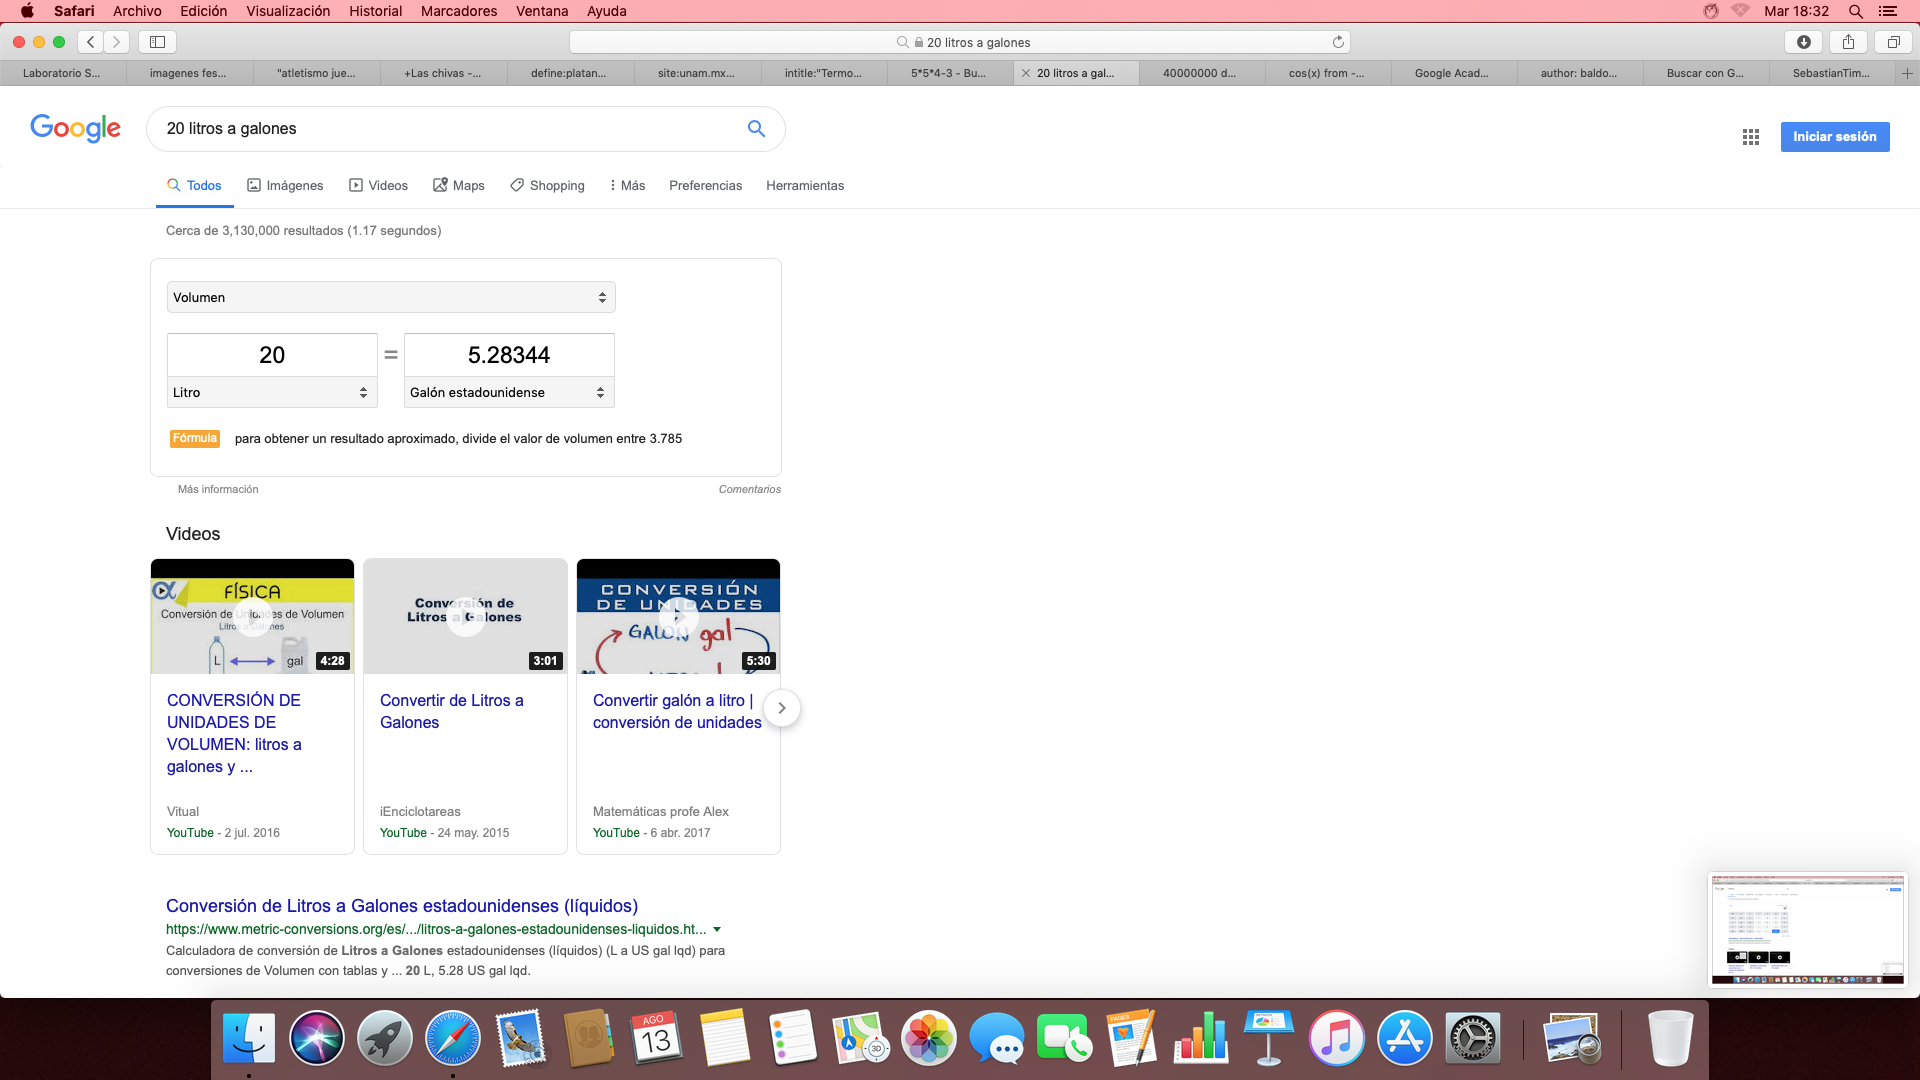 Safari Archivo Edición Visualización Historial Marcadores Ventana Ayuda Mar 18:32
20 litros a galones
Laboratorio S... imagenes fes... "atletismo jue... +Las chivas -... define:platan... site:unam.mx... intitle:"Termo... 5*5*4-3 - Bu... 20 litros a gal... 40000000 d... cos(x) from -... Google Acad... author: baldo... Buscar con G... SebastianTim...
Google
20 litros a galones
Iniciar sesión
Todos Imágenes Videos Maps Shopping Más Preferencias Herramientas
Cerca de 3,130,000 resultados (1.17 segundos)
Volumen
20 = 5.28344
Litro Galón estadounidense
Fórmula para obtener un resultado aproximado, divide el valor de volumen entre 3.785
Más información Comentarios
Videos
FÍSICA
Conversión de Unidades de Volumen
Litros a Galones
L gal 4:28
Conversión de
Litros a Galones
3:01
CONVERSIÓN
DE UNIDADES
GALON gal
5:30
CONVERSIÓN DE
UNIDADES DE
VOLUMEN: litros a
galones y ...
Vitual
YouTube - 2 jul. 2016
Convertir de Litros a
Galones
iEnciclotareas
YouTube - 24 may. 2015
Convertir galón a litro |
conversión de unidades
Matemáticas profe Alex
YouTube - 6 abr. 2017
Conversión de Litros a Galones estadounidenses (líquidos)
https://www.metric-conversions.org/es/.../litros-a-galones-estadounidenses-liquidos.ht...
Calculadora de conversión de Litros a Galones estadounidenses (líquidos) (L a US gal lqd) para
conversiones de Volumen con tablas y ... 20 L, 5.28 US gal lqd.
AGO
13
3D
PAGES